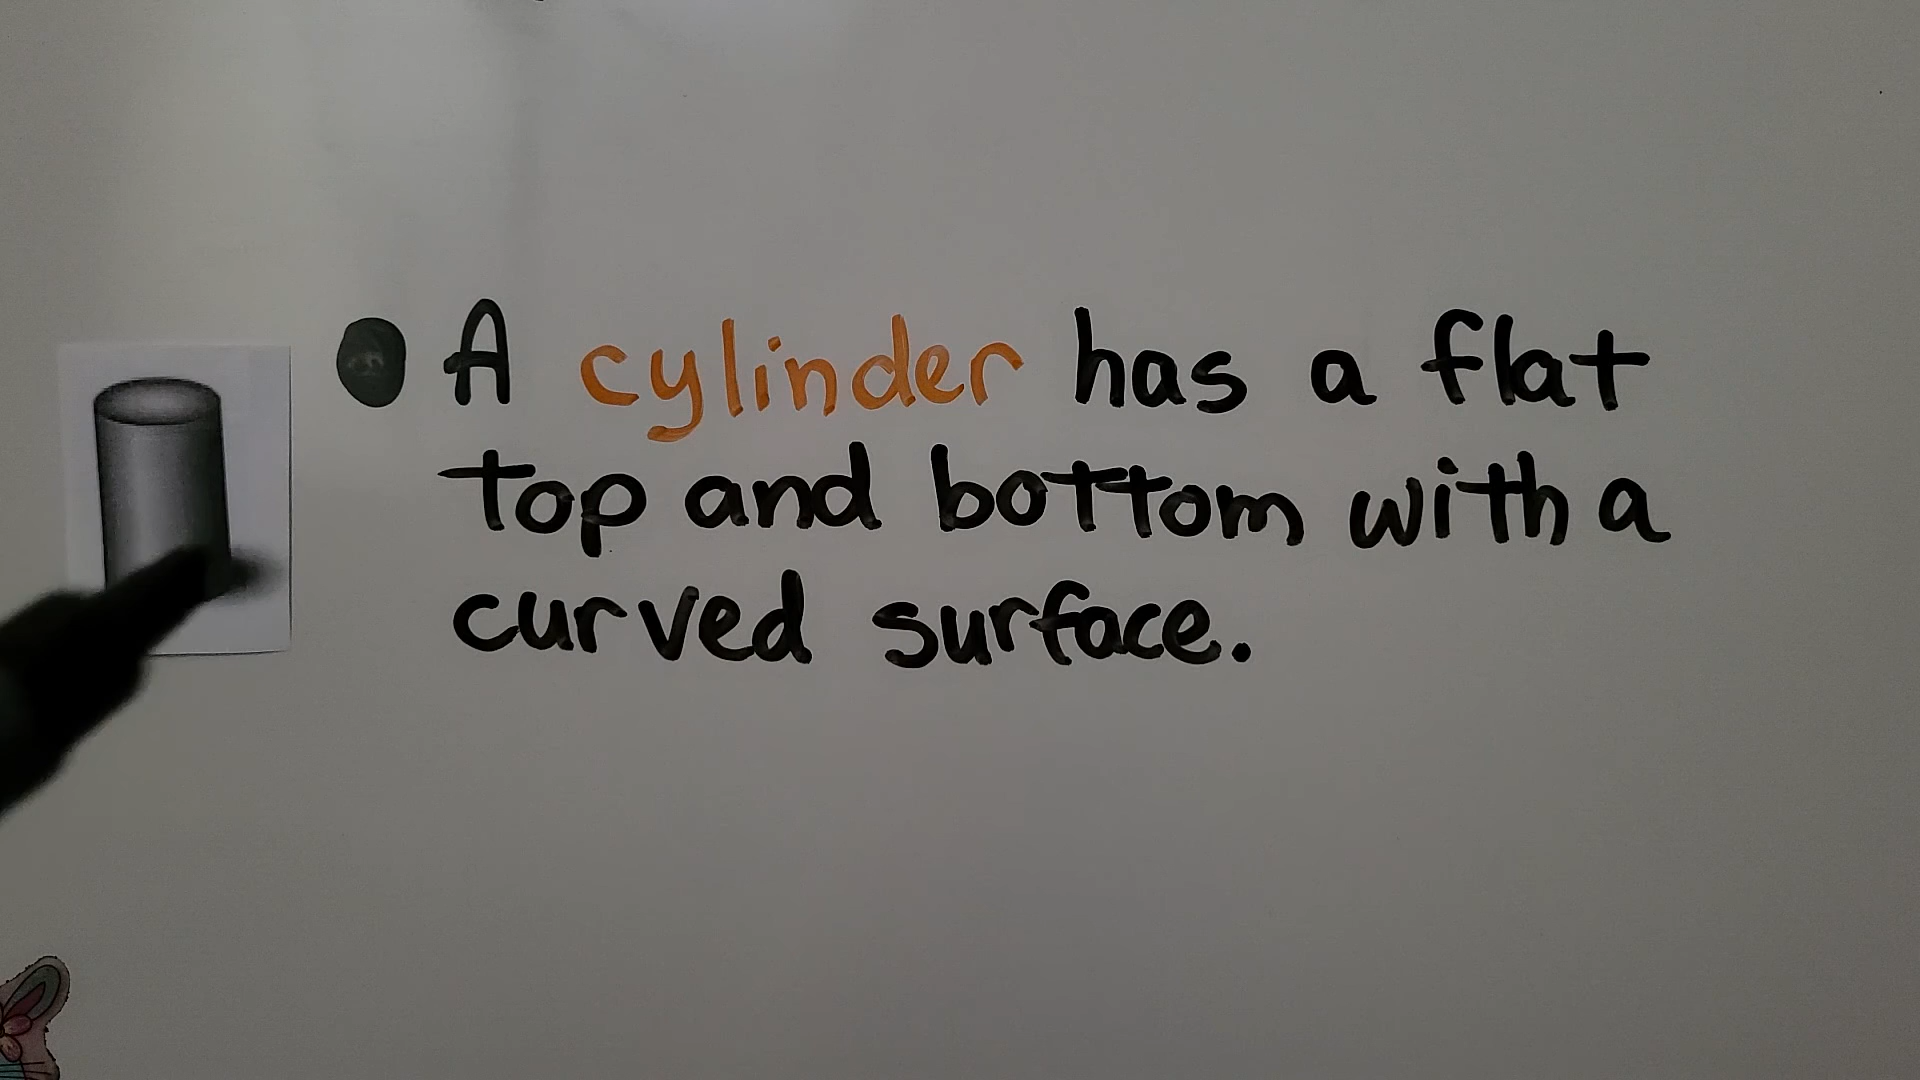 A cylinder has a flat
top and bottom with a
curved surface.